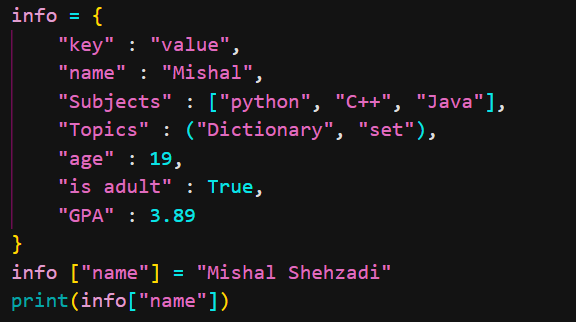 info = {
    "key" : "value",
    "name" : "Mishal",
    "Subjects" : ["python", "C++", "Java"],
    "Topics" : ("Dictionary", "set"),
    "age" : 19,
    "is adult" : True,
    "GPA" : 3.89
}
info ["name"] = "Mishal Shehzadi"
print(info["name"])